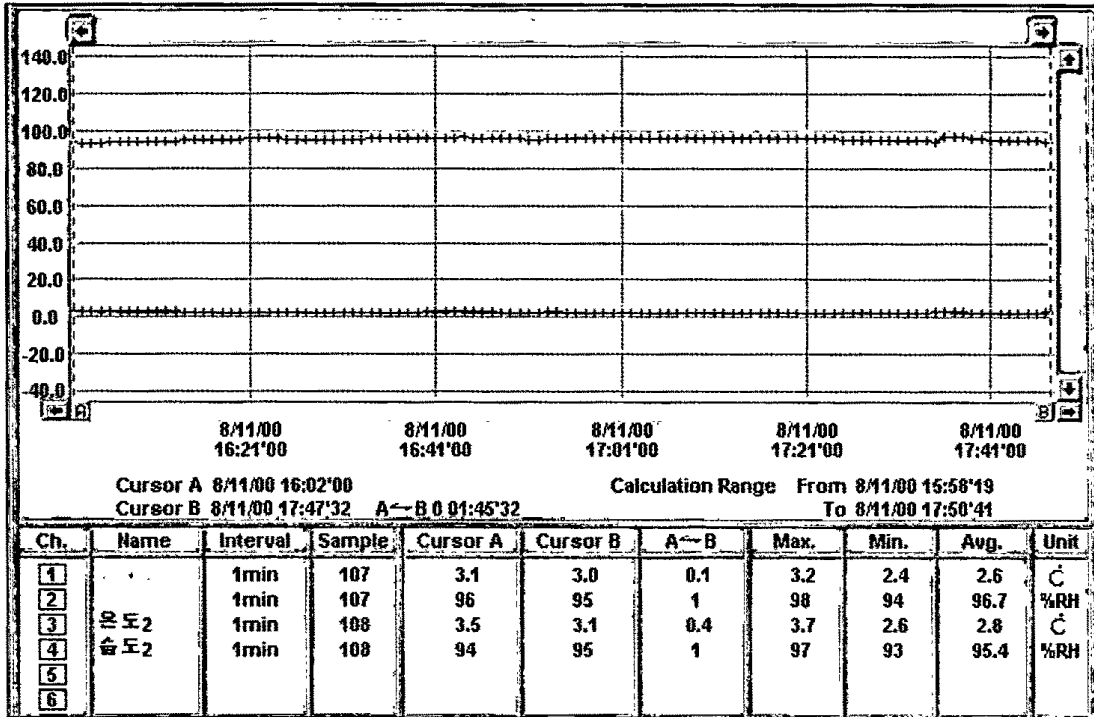 140.0
120.0
100.0
80.0
60.0
40.0
20.0
0.0
-20.0
-40.0
A B
8/11/00 8/11/00 8/11/00 8/11/00 8/11/00
16:21'00 16:41'00 17:01'00 17:21'00 17:41'00
Cursor A 8/11/00 16:02'00 Calculation Range From 8/11/00 15:58'19
Cursor B 8/11/00 17:47'32 A~B 0 01:45'32 To 8/11/00 17:50'41
Ch. Name Interval Sample Cursor A Cursor B A~B Max. Min. Avg. Unit
1 1min 107 3.1 3.0 0.1 3.2 2.4 2.6 ℃
2 1min 107 96 95 1 98 94 96.7 %RH
3 온도2 1min 108 3.5 3.1 0.4 3.7 2.6 2.8 ℃
4 습도2 1min 108 94 95 1 97 93 95.4 %RH
5
6